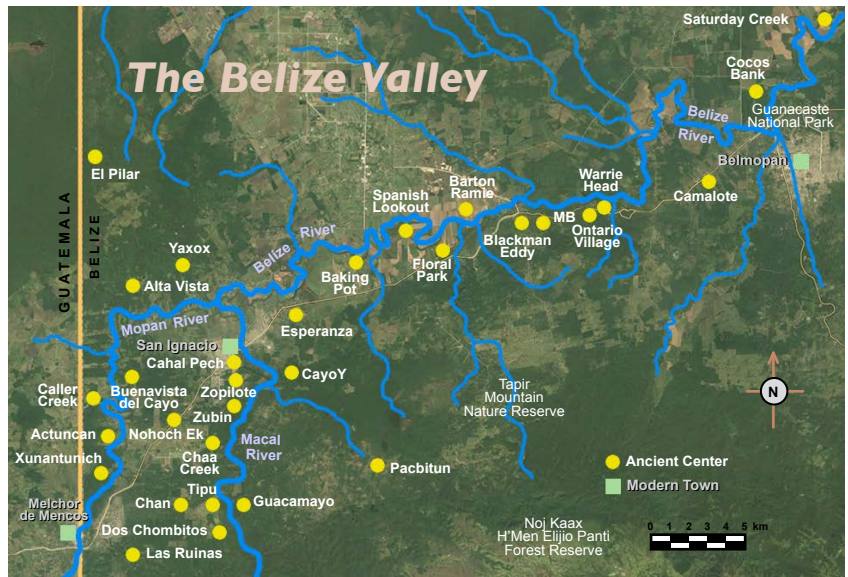 Saturday Creek
The Belize Valley
Cocos
Bank
Guanacaste
National Park
Belize
River
Belmopan
El Pilar
GUATEMALA
BELIZE
Warrie
Head
Barton
Ramie
Spanish
Lookout
Camalote
MB
Ontario
Village
Blackman
Eddy
Belize
River
Floral
Park
Yaxox
Baking
Pot
Alta Vista
Mopan River
Esperanza
San Ignacio
Cahal Pech
CayoY
Caller
Creek
Buenavista
del Cayo
Zopilote
Zubin
Tapir
Mountain
Nature Reserve
N
Actuncan
Nohoch Ek
Macal
River
Xunantunich
Chaa
Creek
Pacbitun
Ancient Center
Modern Town
Tipu
Melchor
de Mencos
Chan
Guacamayo
Dos Chombitos
Las Ruinas
Noj Kaax
H'Men Elijio Panti
Forest Reserve
0 1 2 3 4 5 km